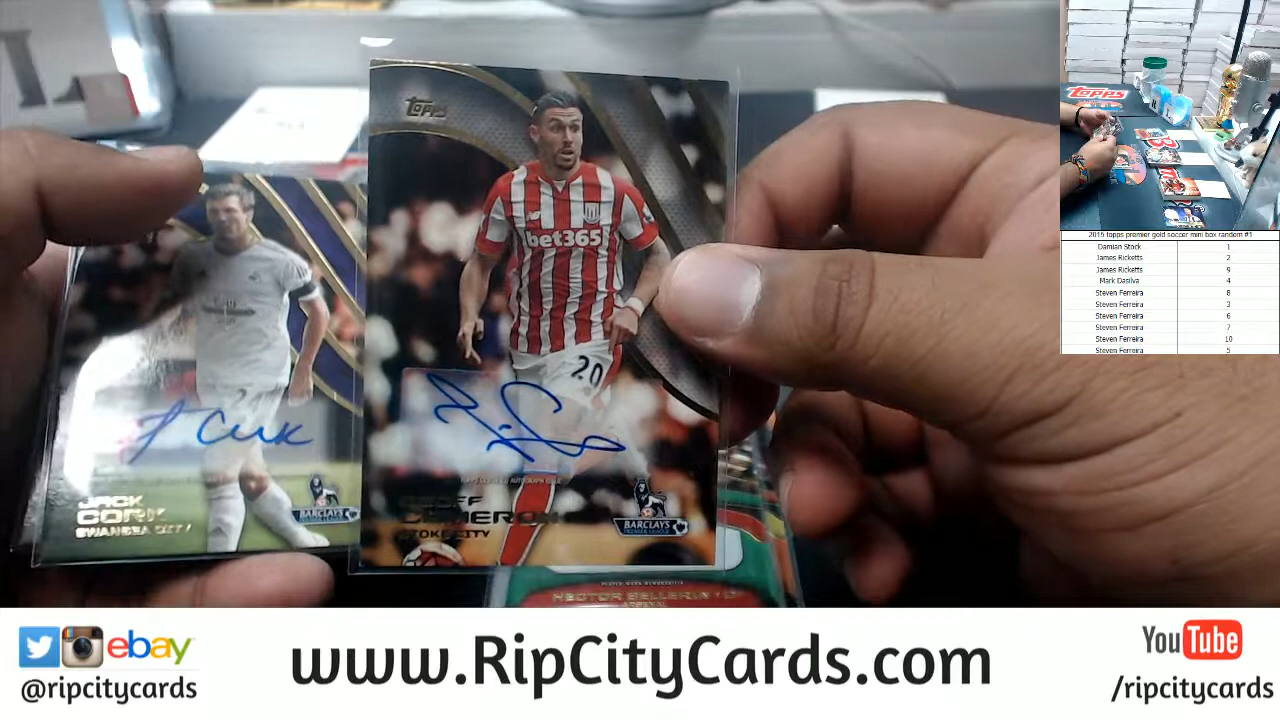 TOPPS
2015 topps premier gold soccer mini box random #1
Damian Stock 1
James Ricketts 2
James Ricketts 9
Mark Dasilva 4
Steven Ferreira 8
Steven Ferreira 3
Steven Ferreira 6
Steven Ferreira 7
Steven Ferreira 10
Steven Ferreira 5
TOPPS
bet365
20
JACK
CORK
SWANSEA CITY
BARCLAYS
GEOFF
CAMERON
STOKE CITY
BARCLAYS
PREMIER LEAGUE
HECTOR BELLERIN
ARSENAL
ebay
@ripcitycards
www.RipCityCards.com
YouTube
/ripcitycards